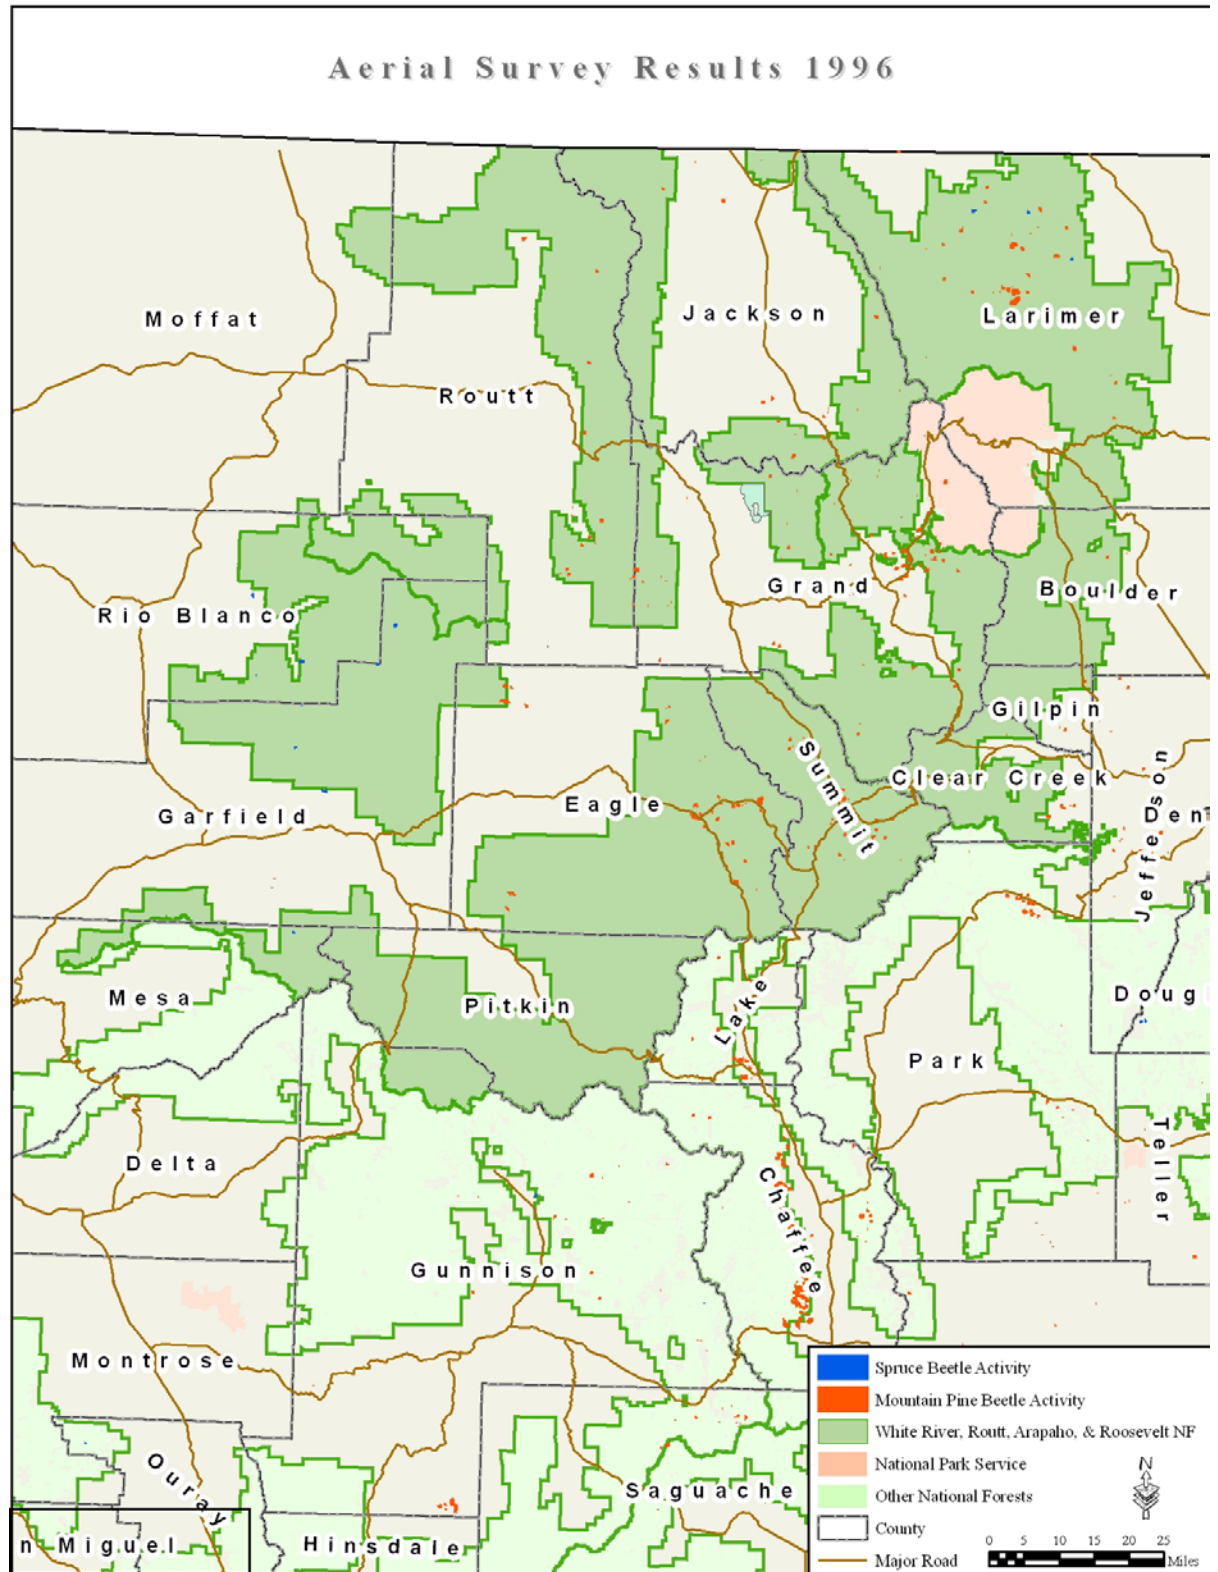 Aerial Survey Results 1996
Moffat
Jackson
Larimer
Routt
Grand
Boulder
Rio Blanco
Gilpin
Summit
Clear Creek
Eagle
Garfield
Jefferson
Den
Mesa
Pitkin
Lake
Doug
Park
Delta
Teller
Chaffee
Gunnison
Montrose
Ouray
Saguache
n Miguel
Hinsdale
Spruce Beetle Activity
Mountain Pine Beetle Activity
White River, Routt, Arapaho, & Roosevelt NF
National Park Service
N
Other National Forests
County
0 5 10 15 20 25
Major Road
Miles